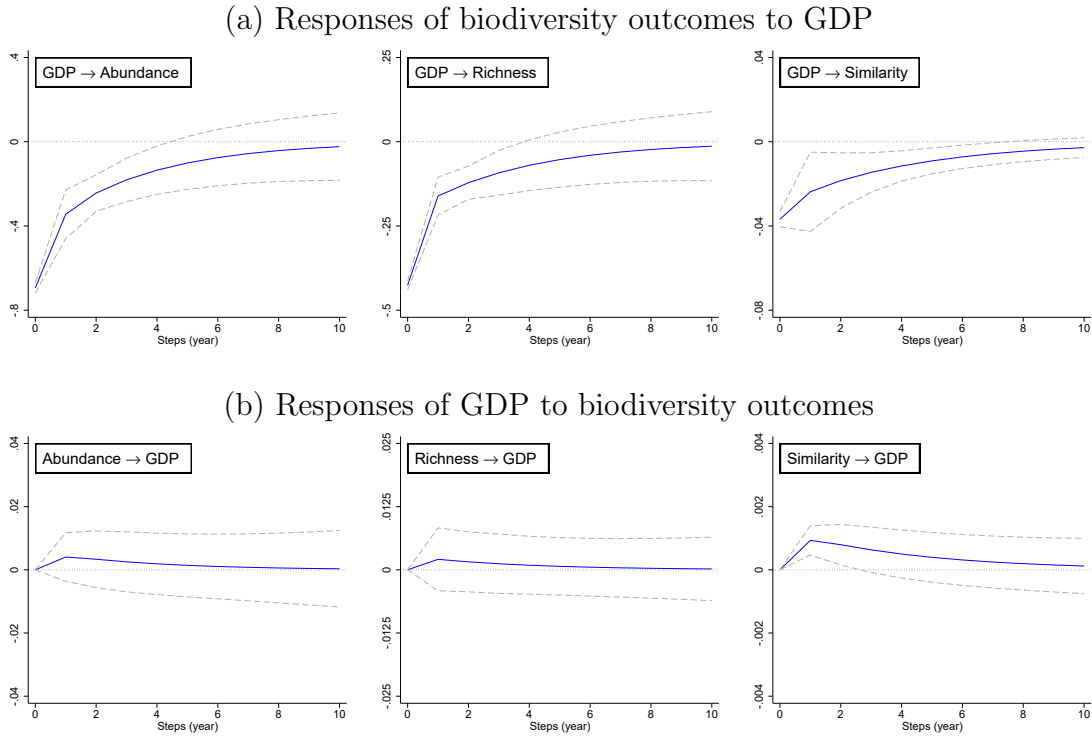 (a) Responses of biodiversity outcomes to GDP
GDP → Abundance
.4
0
-.4
-.8
0 2 4 6 8 10
Steps (year)
GDP → Richness
.25
0
-.25
-.5
0 2 4 6 8 10
Steps (year)
GDP → Similarity
.04
0
-.04
-.08
0 2 4 6 8 10
Steps (year)
(b) Responses of GDP to biodiversity outcomes
Abundance → GDP
.04
.02
0
-.02
-.04
0 2 4 6 8 10
Steps (year)
Richness → GDP
.025
.0125
0
-.0125
-.025
0 2 4 6 8 10
Steps (year)
Similarity → GDP
.004
.002
0
-.002
-.004
0 2 4 6 8 10
Steps (year)